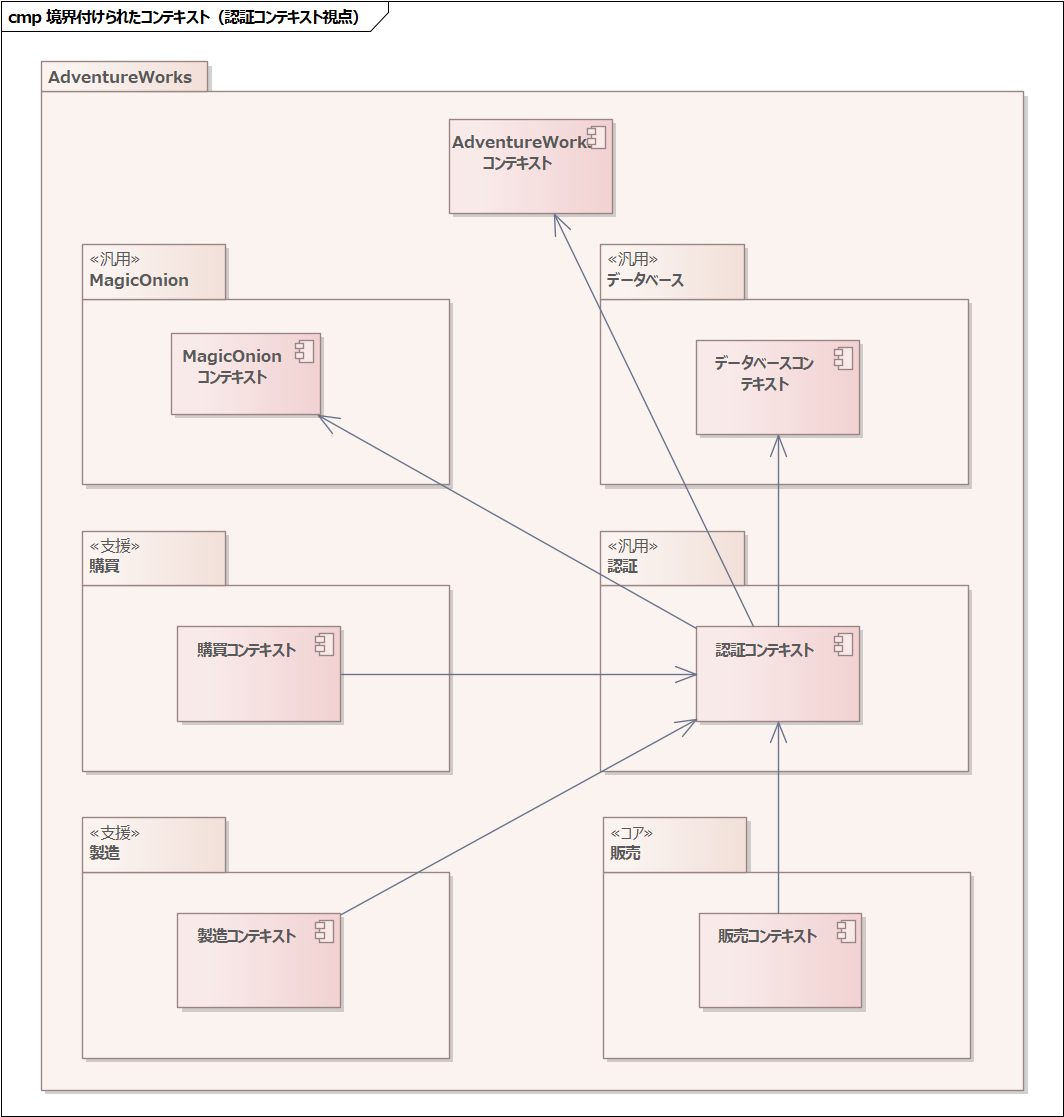 cmp 境界付けられたコンテキスト（認証コンテキスト視点）
AdventureWorks
AdventureWorks
コンテキスト
«汎用»
MagicOnion
MagicOnion
コンテキスト
«汎用»
データベース
データベースコン
テキスト
«支援»
購買
購買コンテキスト
«汎用»
認証
認証コンテキスト
«支援»
製造
製造コンテキスト
«コア»
販売
販売コンテキスト